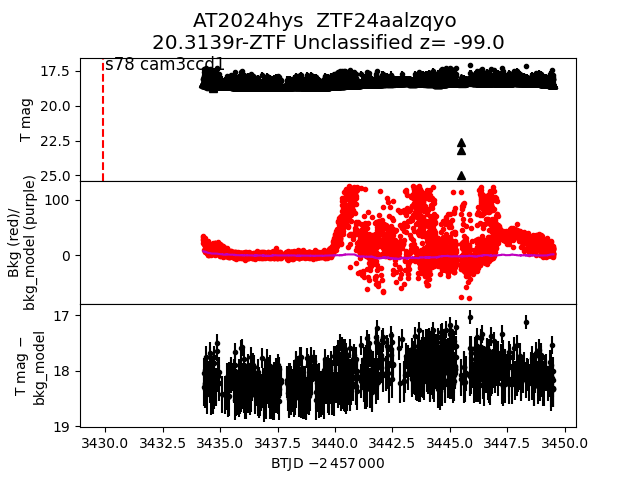 AT2024hys  ZTF24aalzqyo
20.3139r-ZTF Unclassified z= -99.0
s78 cam3ccd1
17.5
20.0
22.5
25.0
T mag
100
0
Bkg (red)/
bkg_model (purple)
17
18
19
T mag −
bkg_model
3430.0 3432.5 3435.0 3437.5 3440.0 3442.5 3445.0 3447.5 3450.0
BTJD −2 457 000